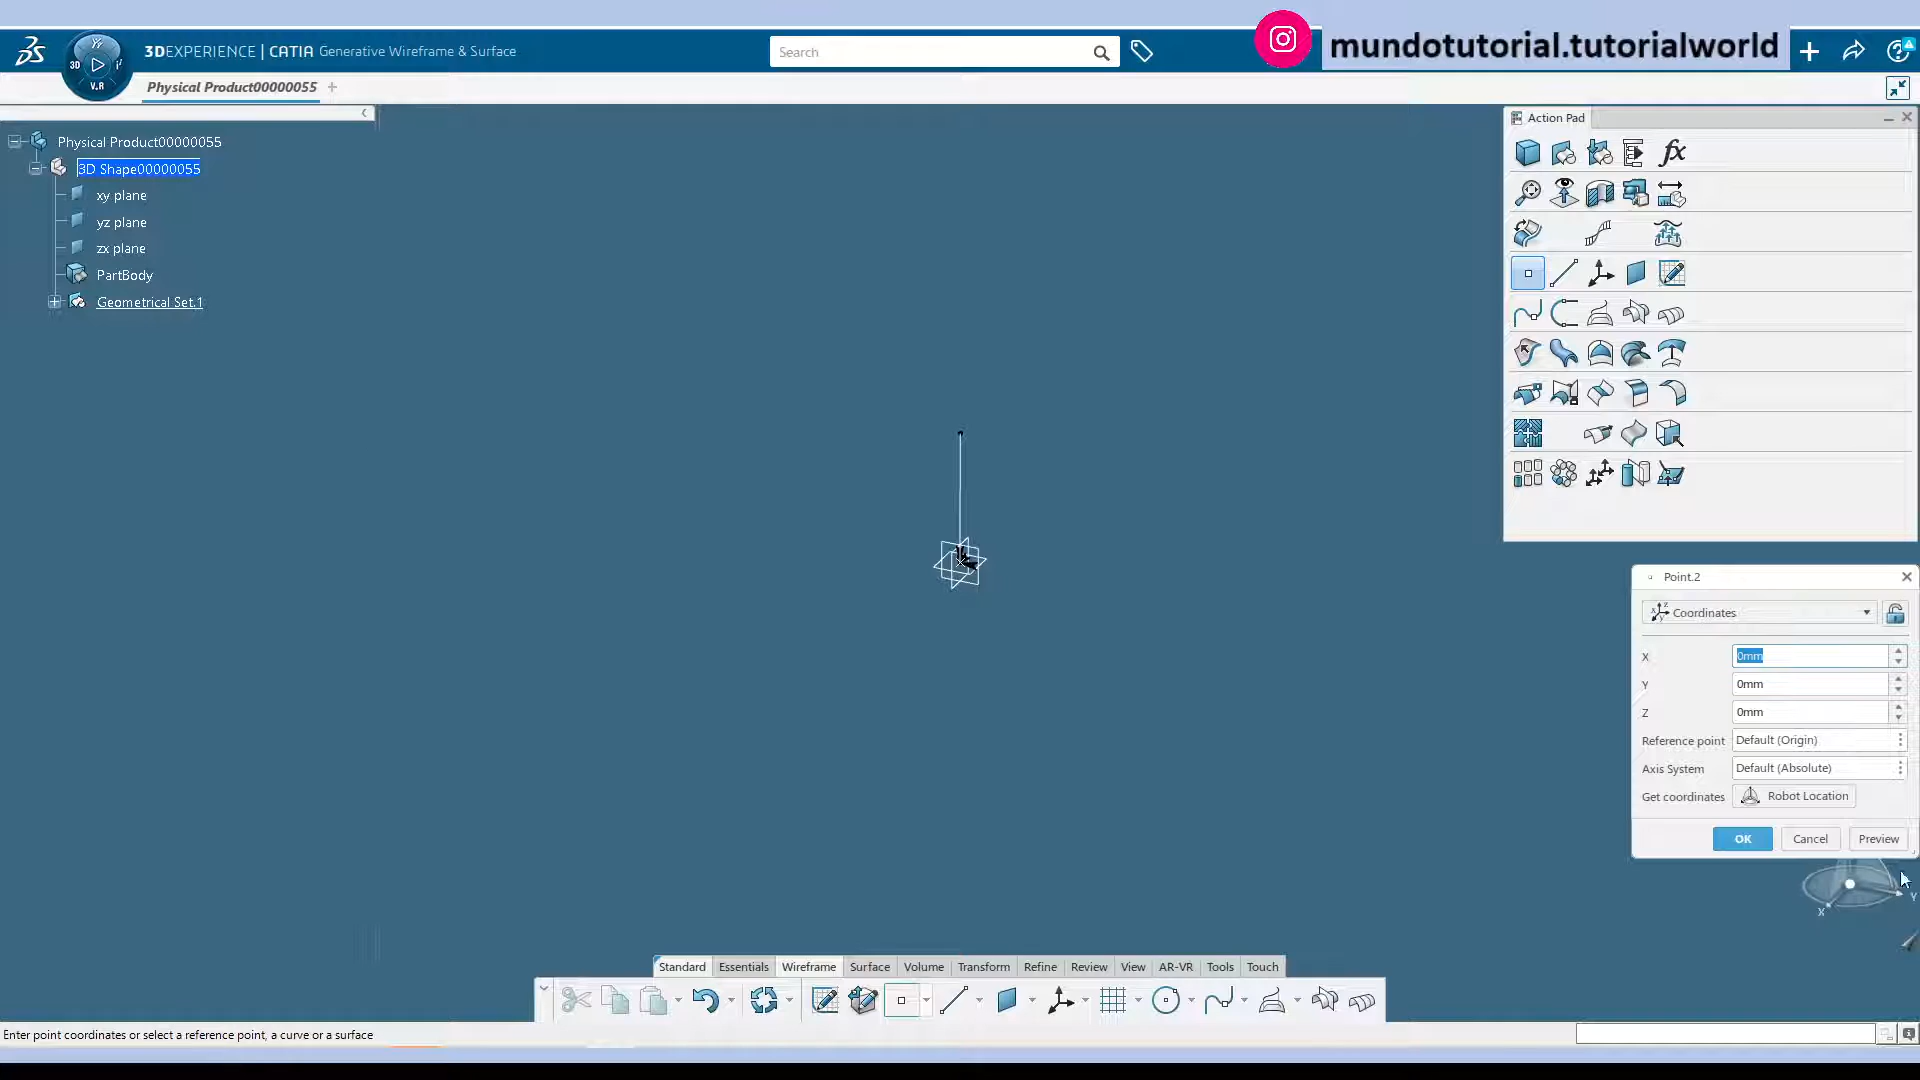 mundotutorial.tutorialworld
3DEXPERIENCE | CATIA Generative Wireframe & Surface
Search
3D
V.R
Physical Product00000055
Action Pad
Physical Product00000055
3D Shape00000055
xy plane
yz plane
zx plane
PartBody
Geometrical Set.1
fx
Point.2
Coordinates
X 0mm
Y 0mm
Z 0mm
Reference point Default (Origin)
Axis System Default (Absolute)
Get coordinates Robot Location
OK Cancel Preview
X
Y
Standard Essentials Wireframe Surface Volume Transform Refine Review View AR-VR Tools Touch
Enter point coordinates or select a reference point, a curve or a surface